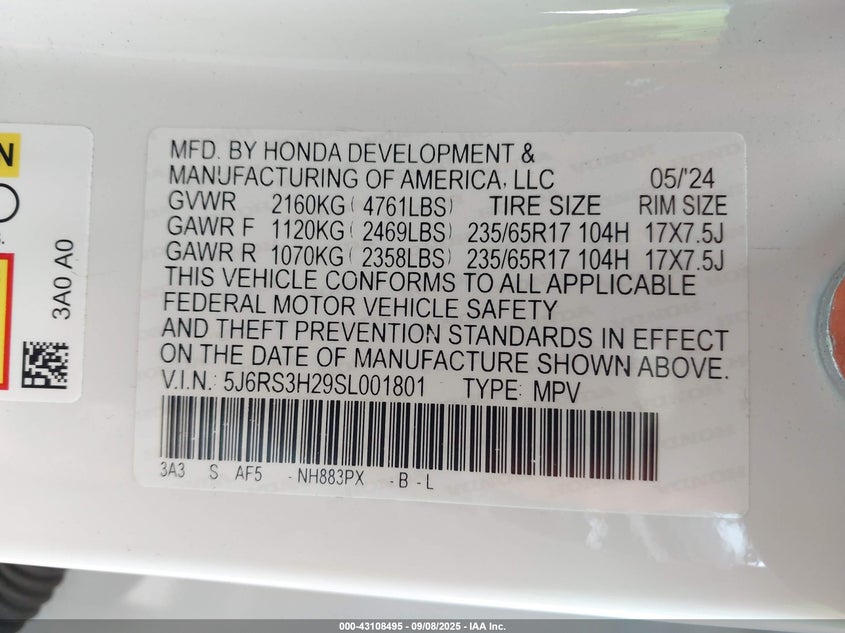 MFD. BY HONDA DEVELOPMENT &
MANUFACTURING OF AMERICA, LLC 05/'24
GVWR 2160KG ( 4761LBS) TIRE SIZE RIM SIZE
GAWR F 1120KG ( 2469LBS) 235/65R17 104H 17X7.5J
GAWR R 1070KG ( 2358LBS) 235/65R17 104H 17X7.5J
THIS VEHICLE CONFORMS TO ALL APPLICABLE
FEDERAL MOTOR VEHICLE SAFETY
AND THEFT PREVENTION STANDARDS IN EFFECT
ON THE DATE OF MANUFACTURE SHOWN ABOVE.
V.I.N.: 5J6RS3H29SL001801 TYPE: MPV
3A3 S AF5 -NH883PX -B-L
3A0 A0
N
000-43108495 - 09/08/2025 - IAA Inc.